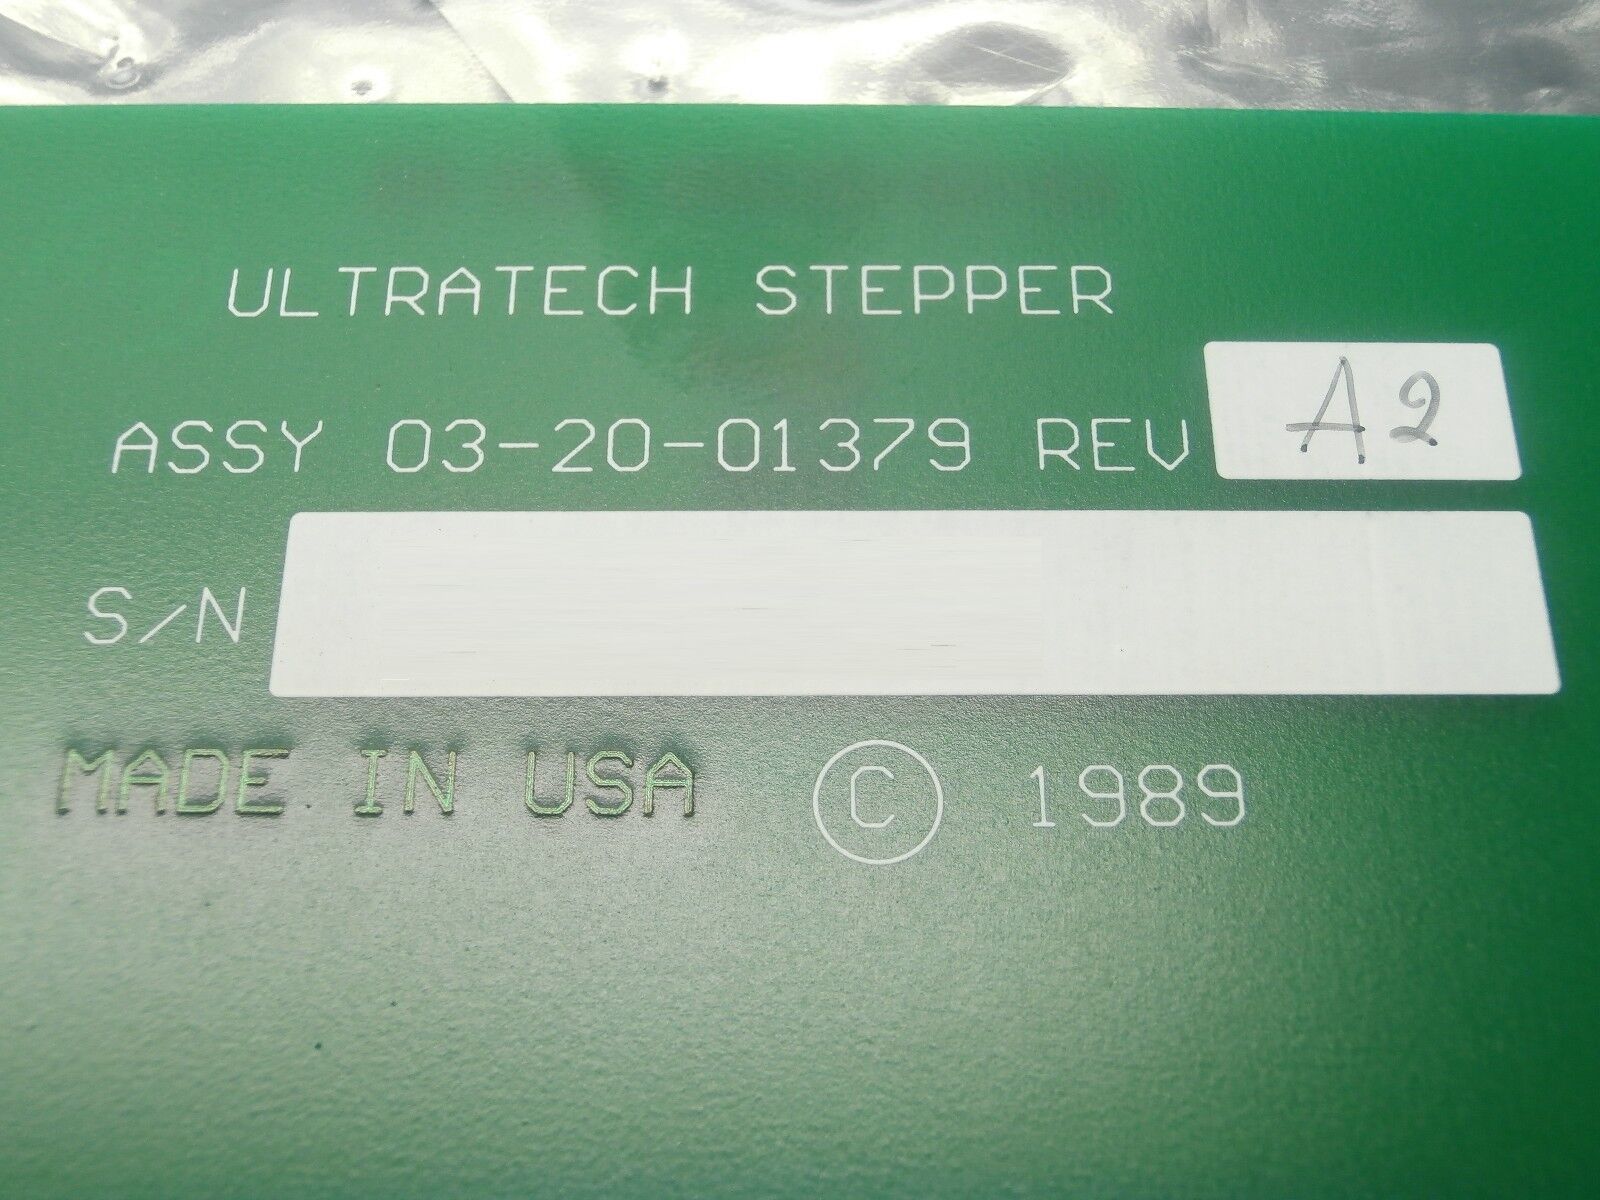 ULTRATECH STEPPER
ASSY 03-20-01379 REV A2
S/N
MADE IN USA © 1989